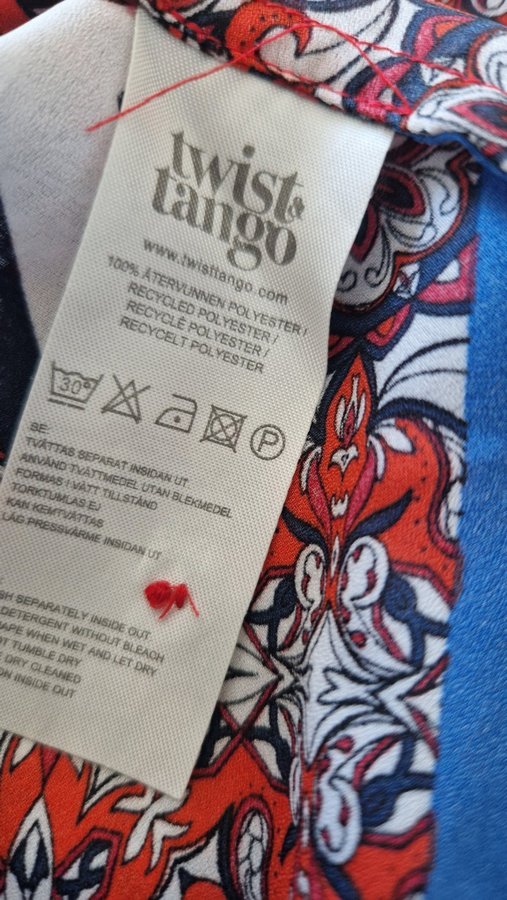 twist &
tango
www.twisttango.com
100% ÅTERVUNNEN POLYESTER /
RECYCLED POLYESTER /
RECYCLÉ POLYESTER /
RECYCELT POLYESTER
30°
P
SE:
TVÄTTAS SEPARAT INSIDAN UT
ANVÄND TVÄTTMEDEL UTAN BLEKMEDEL
FORMAS I VÅTT TILLSTÅND
TORKTUMLAS EJ
KAN KEMTVÄTTAS
LÅG PRESSVÄRME INSIDAN UT
SEPARATELY INSIDE OUT
DETERGENT WITHOUT BLEACH
WHEN WET AND LET DRY
TUMBLE DRY
DRY CLEANED
INSIDE OUT